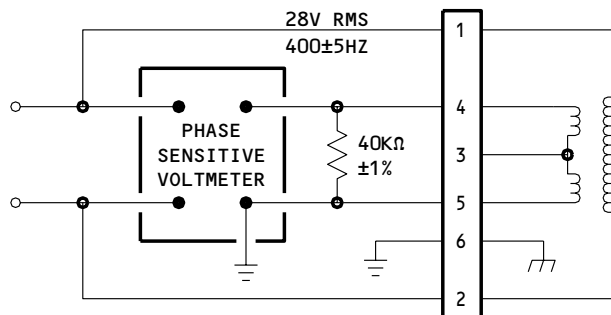 28V RMS
400±5HZ
PHASE
SENSITIVE
VOLTMETER
40KΩ
±1%
1
4
3
5
6
2